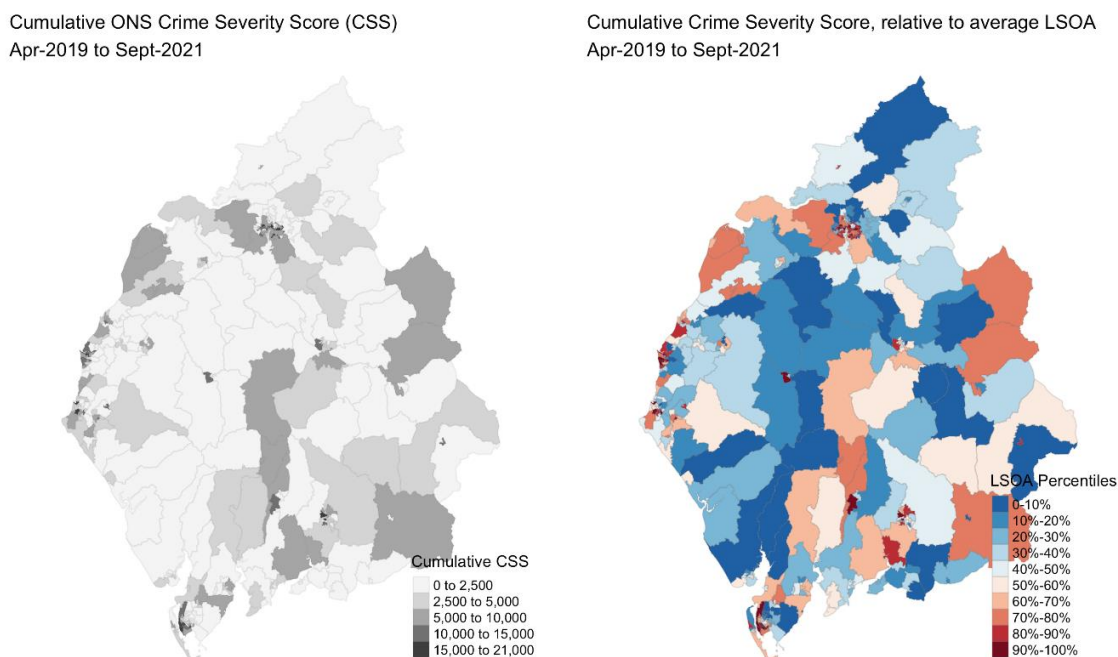 Cumulative ONS Crime Severity Score (CSS)
Apr-2019 to Sept-2021
Cumulative CSS
0 to 2,500
2,500 to 5,000
5,000 to 10,000
10,000 to 15,000
15,000 to 21,000
Cumulative Crime Severity Score, relative to average LSOA
Apr-2019 to Sept-2021
LSOA Percentiles
0-10%
10%-20%
20%-30%
30%-40%
40%-50%
50%-60%
60%-70%
70%-80%
80%-90%
90%-100%